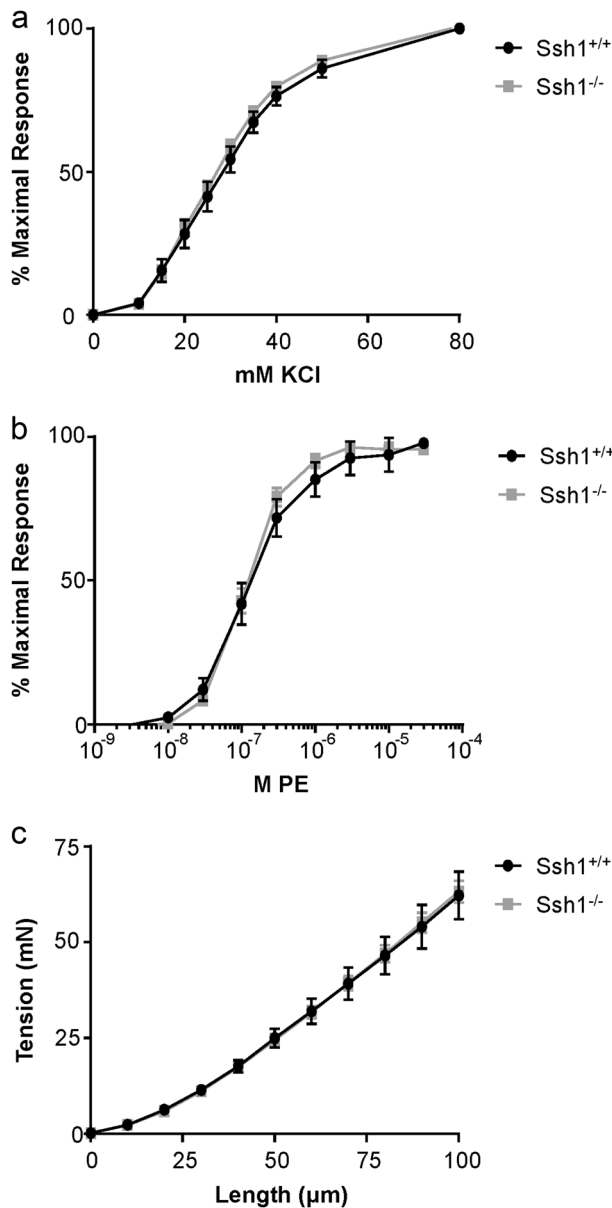 a
100
50
0
% Maximal Response
0 20 40 60 80
mM KCl
Ssh1+/+
Ssh1-/-
b
100
50
0
% Maximal Response
10-9 10-8 10-7 10-6 10-5 10-4
M PE
Ssh1+/+
Ssh1-/-
c
75
50
25
0
Tension (mN)
0 25 50 75 100
Length (µm)
Ssh1+/+
Ssh1-/-